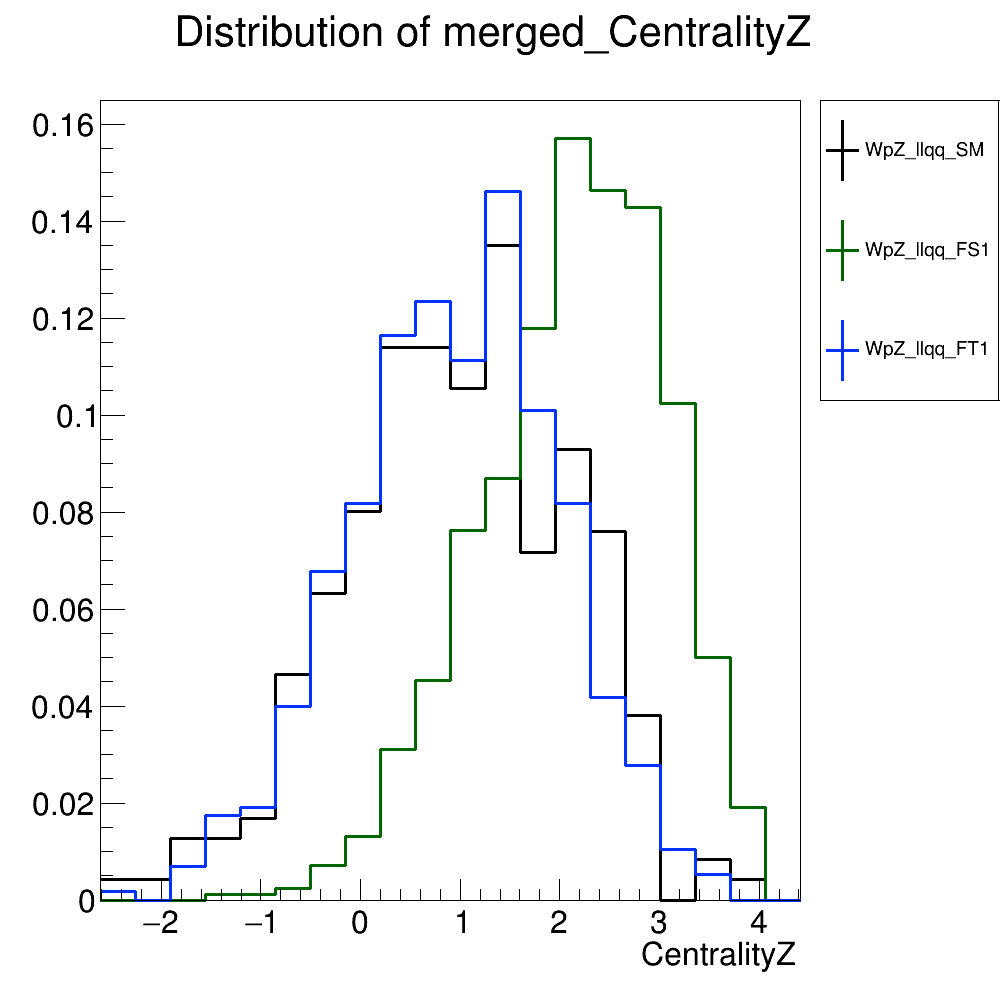 Distribution of merged_CentralityZ
0.16
0.14
0.12
0.1
0.08
0.06
0.04
0.02
0
−2 −1 0 1 2 3 4
CentralityZ
WpZ_llqq_SM
WpZ_llqq_FS1
WpZ_llqq_FT1